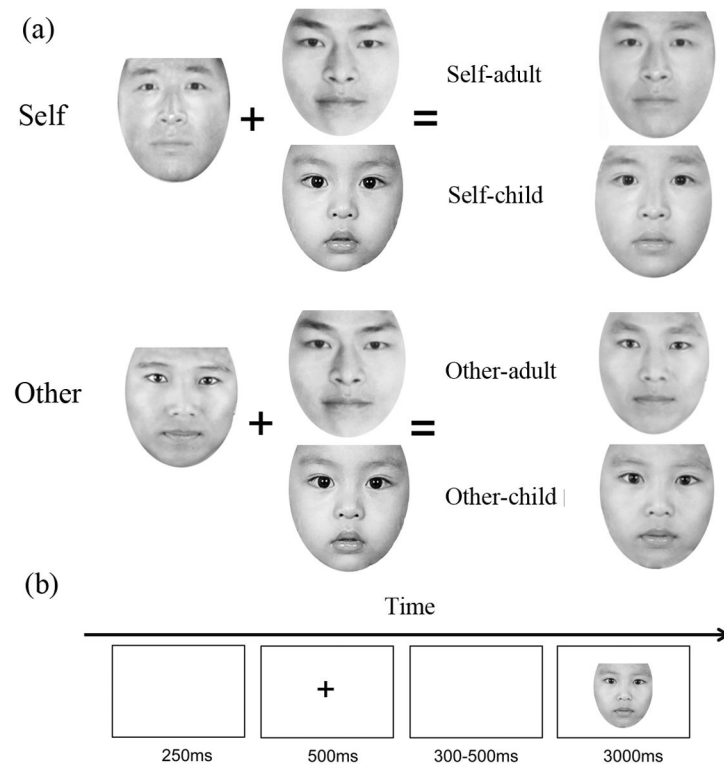 (a)
Self
+
=
Self-adult
Self-child
Other
+
=
Other-adult
Other-child
(b)
Time
+
250ms
500ms
300-500ms
3000ms